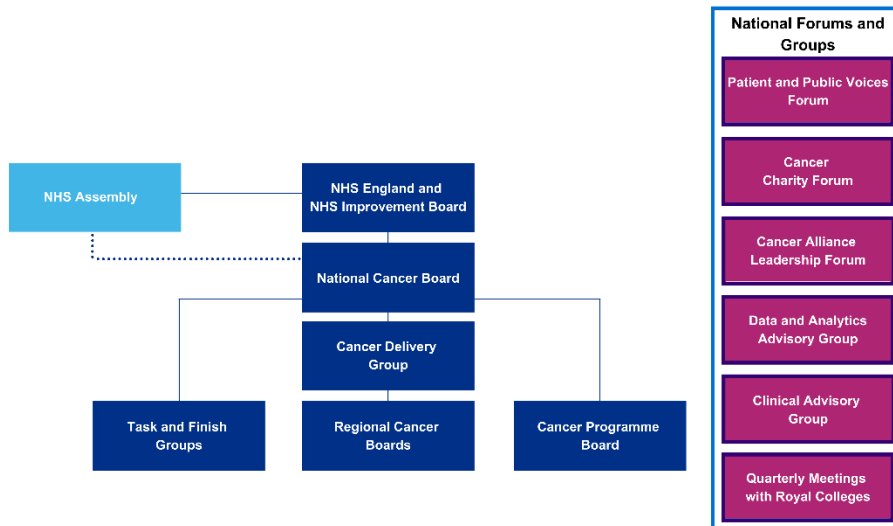 National Forums and
Groups
Patient and Public Voices
Forum
Cancer
Charity Forum
Cancer Alliance
Leadership Forum
Data and Analytics
Advisory Group
Clinical Advisory
Group
Quarterly Meetings
with Royal Colleges
NHS Assembly
NHS England and
NHS Improvement Board
National Cancer Board
Cancer Delivery
Group
Task and Finish
Groups
Regional Cancer
Boards
Cancer Programme
Board